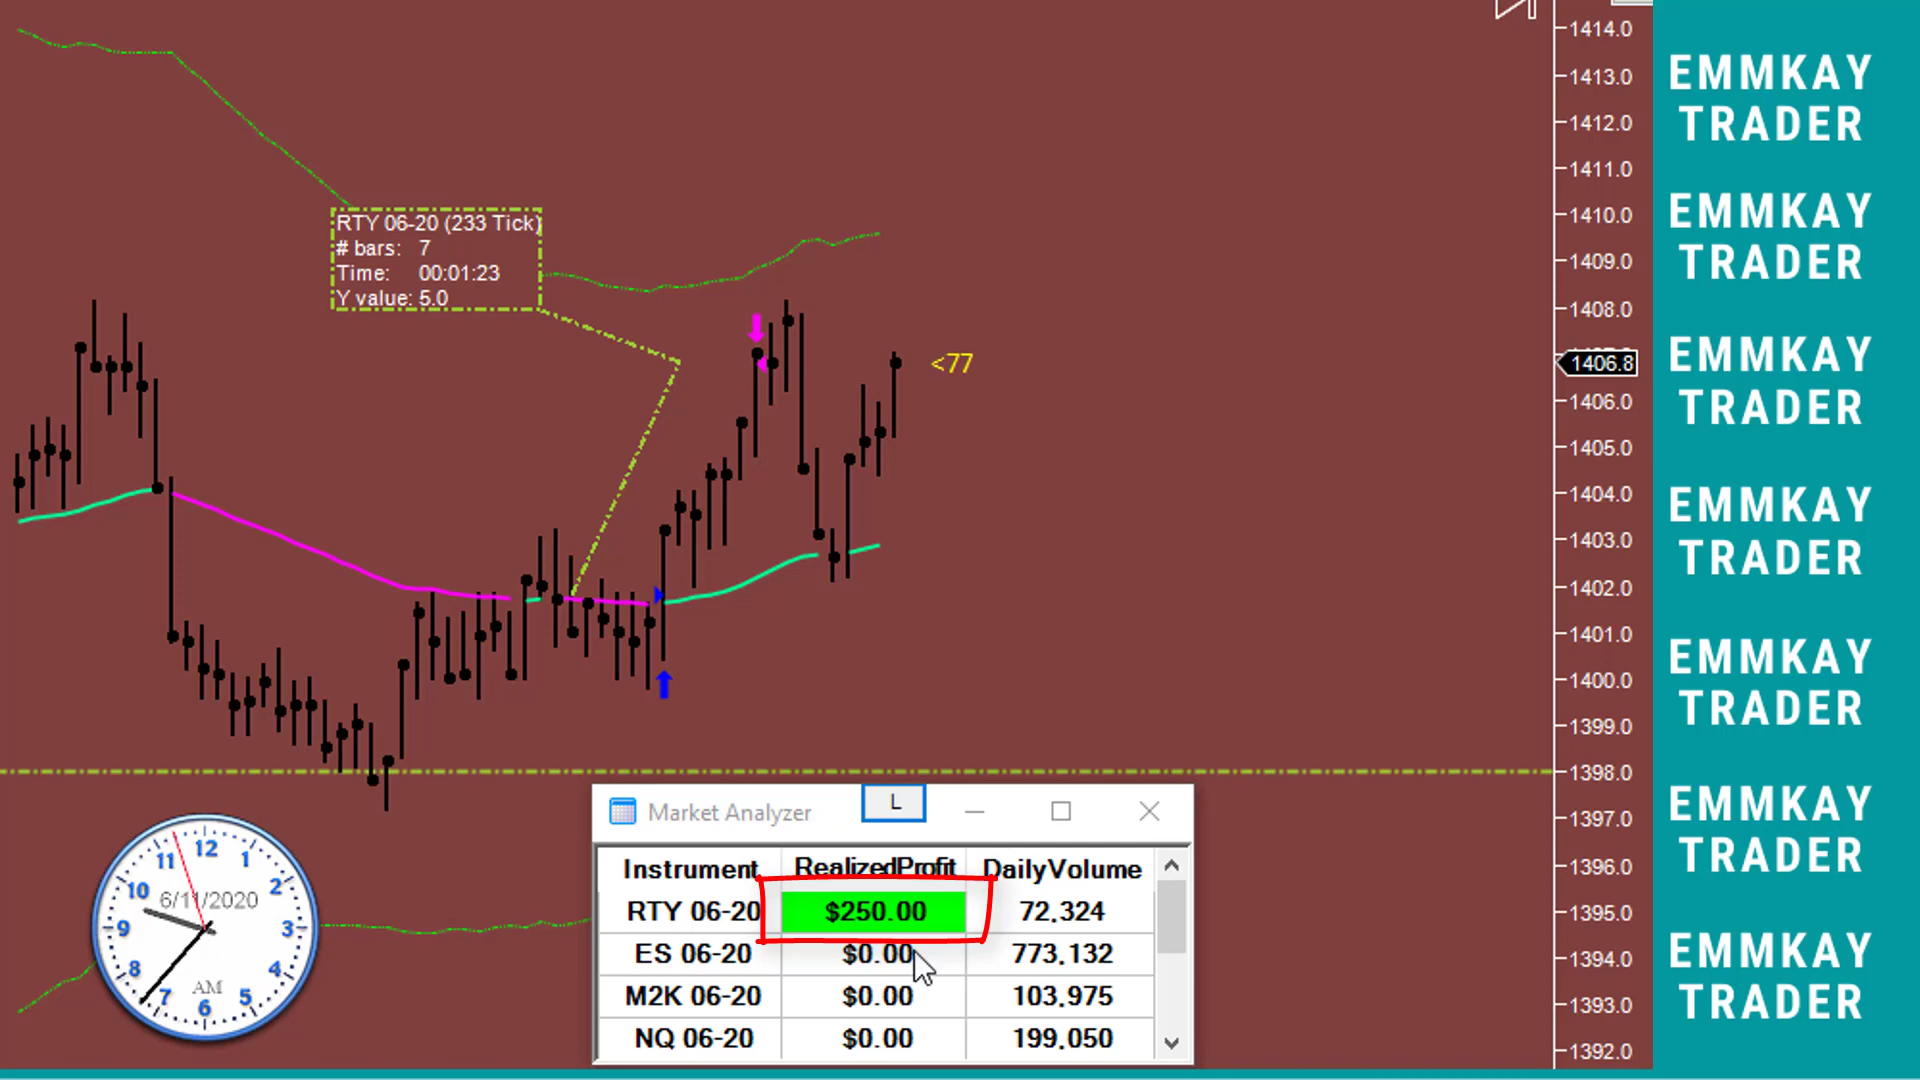 RTY 06-20 (233 Tick)
# bars: 7
Time: 00:01:23
Y value: 5.0
<77
1414.0
1413.0
1412.0
1411.0
1410.0
1409.0
1408.0
1406.8
1406.0
1405.0
1404.0
1403.0
1402.0
1401.0
1400.0
1399.0
1398.0
1397.0
1396.0
1395.0
1394.0
1393.0
1392.0
EMMKAY
TRADER
EMMKAY
TRADER
EMMKAY
TRADER
EMMKAY
TRADER
EMMKAY
TRADER
EMMKAY
TRADER
EMMKAY
TRADER
12
1
2
3
4
5
6
7
8
9
10
11
6/11/2020
AM
Market Analyzer
L
Instrument RealizedProfit DailyVolume
RTY 06-20 $250.00 72.324
ES 06-20 $0.00 773.132
M2K 06-20 $0.00 103.975
NQ 06-20 $0.00 199.050